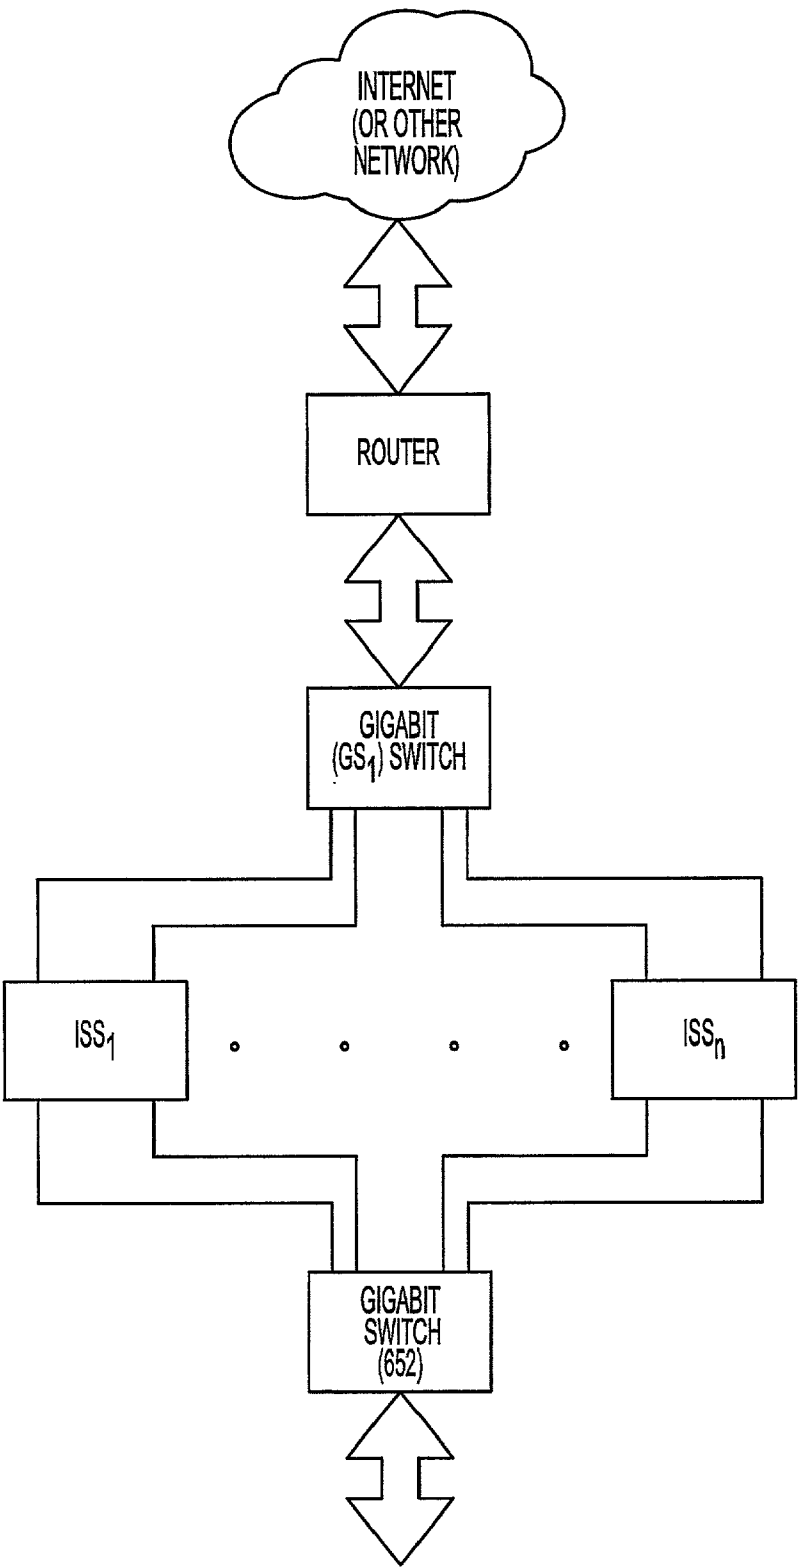 INTERNET
(OR OTHER
NETWORK)
ROUTER
GIGABIT
(GS1) SWITCH
ISS1
ISSn
GIGABIT
SWITCH
(652)